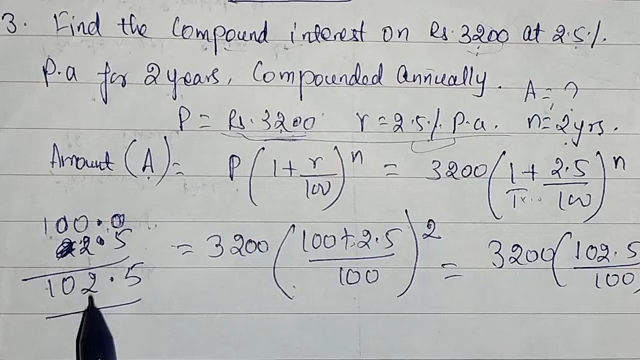 3. Find the Compound interest on Rs.3200 at 2.5%
p.a for 2 years, Compounded annually. A=?
P = Rs.3200 r=2.5% p.a. n=2yrs.
Amount (A)= P(1+r/100)^n = 3200(1+2.5/100)^n
100.0
2.5
102.5
= 3200(100+2.5/100)^2 = 3200(102.5/100